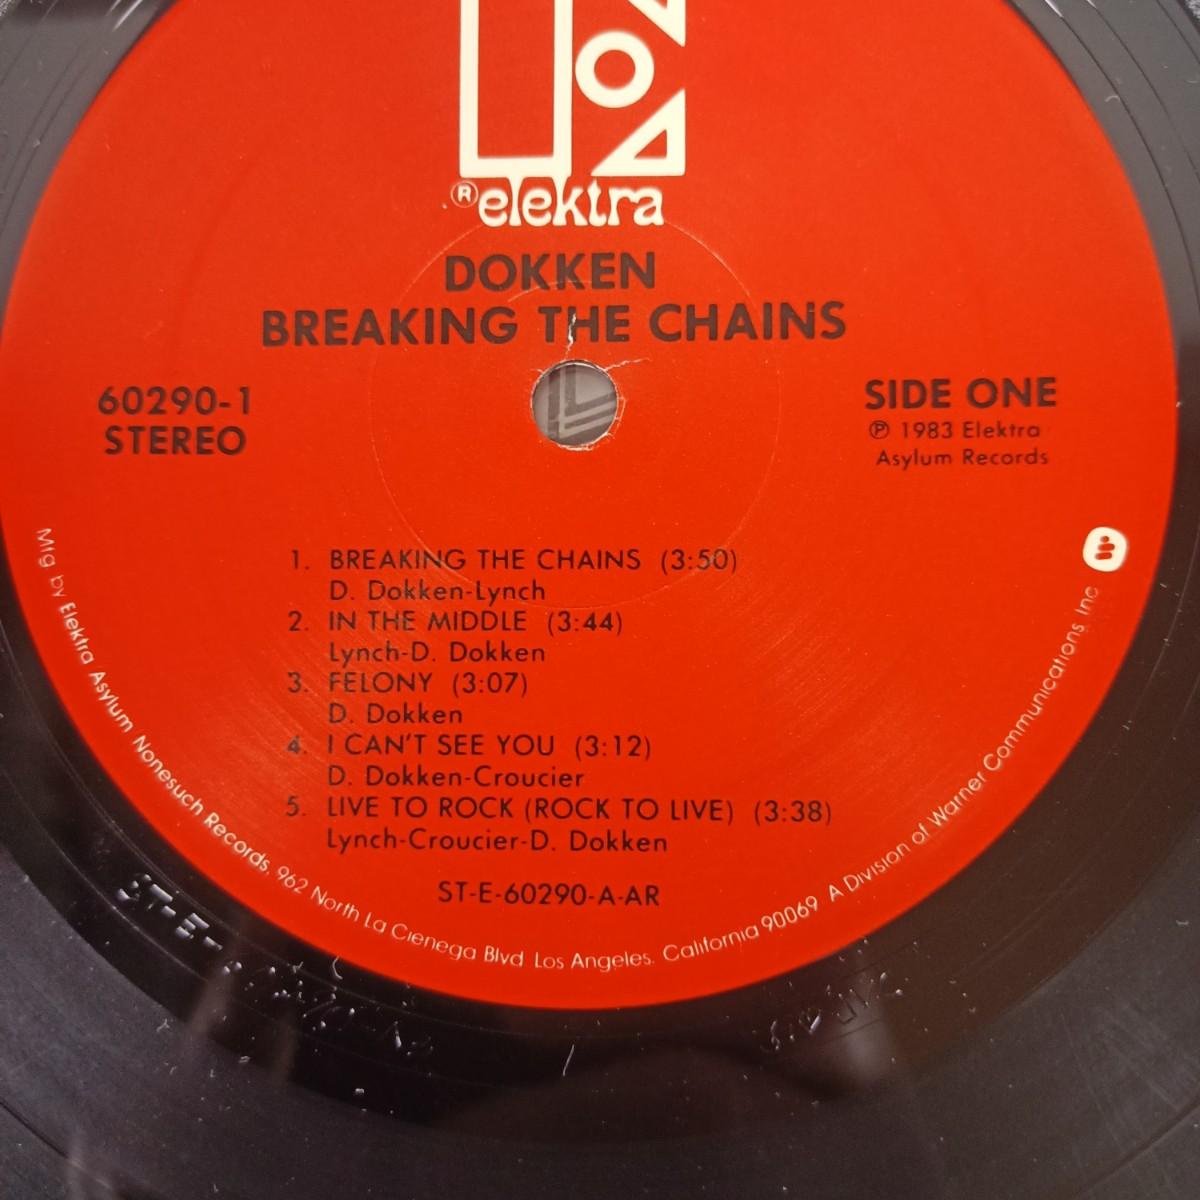 ® elektra
DOKKEN
BREAKING THE CHAINS
60290-1
STEREO
SIDE ONE
℗ 1983 Elektra
Asylum Records
1. BREAKING THE CHAINS (3:50)
D. Dokken-Lynch
2. IN THE MIDDLE (3:44)
Lynch-D. Dokken
3. FELONY (3:07)
D. Dokken
4. I CAN'T SEE YOU (3:12)
D. Dokken-Croucier
5. LIVE TO ROCK (ROCK TO LIVE) (3:38)
Lynch-Croucier-D. Dokken
ST-E-60290-A-AR
Mfg by Elektra Asylum Nonesuch Records, 962 North La Cienega Blvd. Los Angeles. California 90069 A Division of Warner Communications Inc
ST-E-